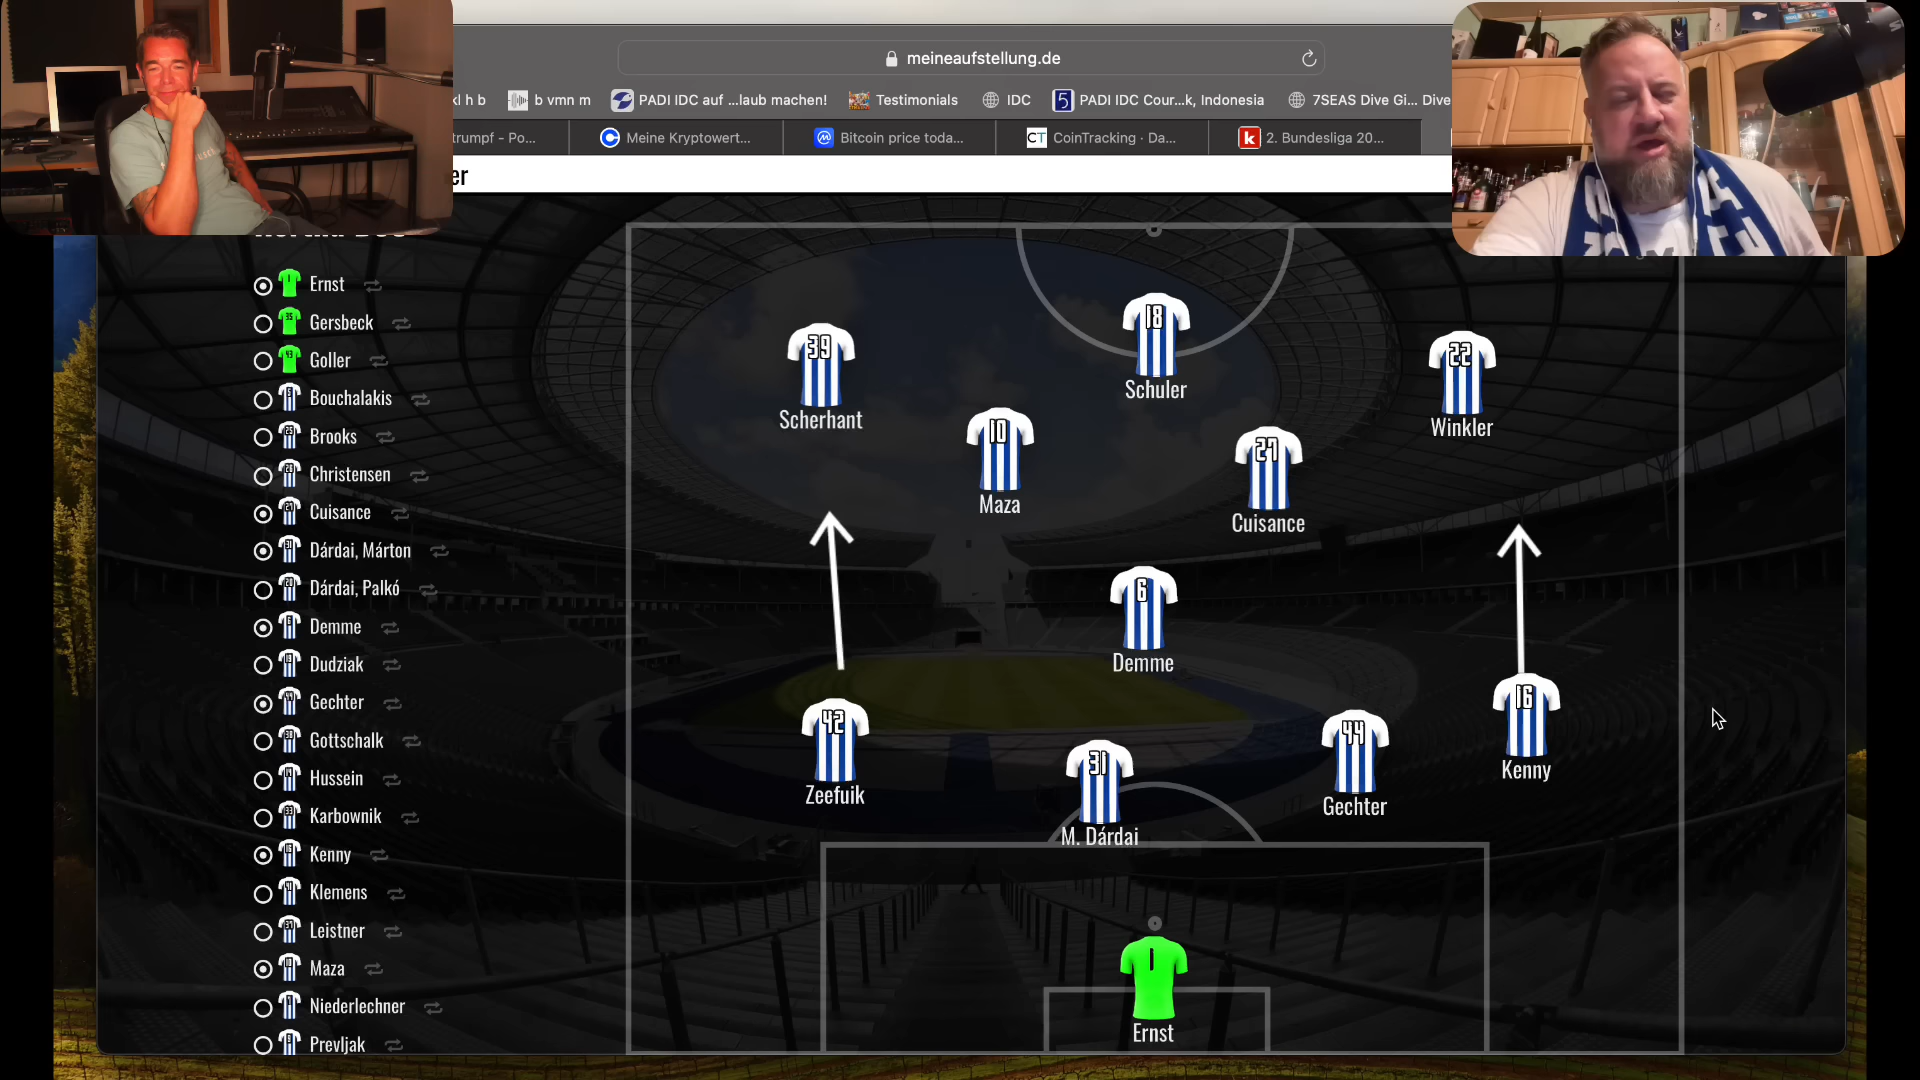 meineaufstellung.de
kl h b
b vmn m
PADI IDC auf ...laub machen!
Testimonials
IDC
PADI IDC Cour...k, Indonesia
7SEAS Dive Gi... Dive
trumpf - Po...
Meine Kryptowert...
Bitcoin price toda...
CT CoinTracking · Da...
k 2. Bundesliga 20...
er
Ernst
Gersbeck
Goller
Bouchalakis
Brooks
Christensen
Cuisance
Dárdai, Márton
Dárdai, Palkó
Demme
Dudziak
Gechter
Gottschalk
Hussein
Karbownik
Kenny
Klemens
Leistner
Maza
Niederlechner
Prevljak
39
Scherhant
18
Schuler
22
Winkler
10
Maza
27
Cuisance
6
Demme
42
Zeefuik
31
M. Dárdai
44
Gechter
16
Kenny
1
Ernst